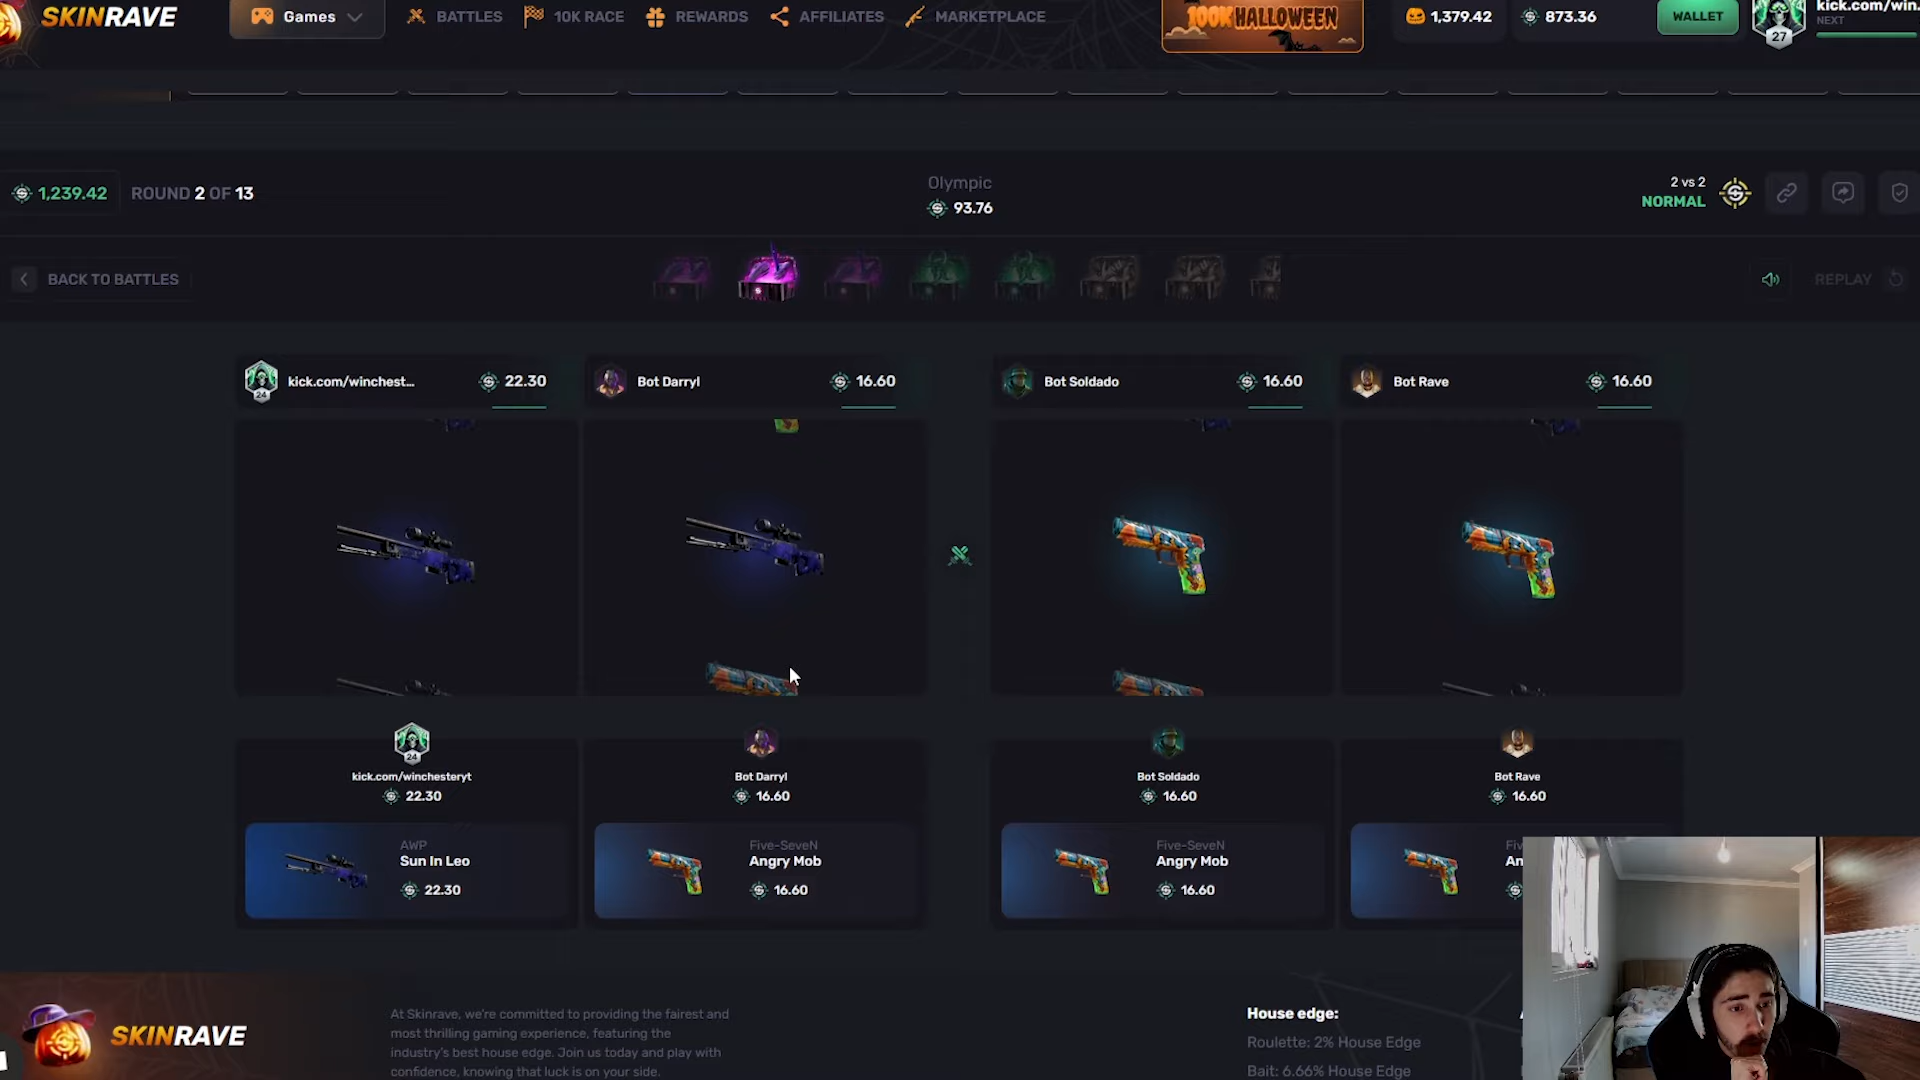 SKINRAVE
Games
BATTLES
10K RACE
REWARDS
AFFILIATES
MARKETPLACE
100K HALLOWEEN
1,379.42
873.36
WALLET
kick.com/win.
NEXT
27
1,239.42
ROUND 2 OF 13
Olympic
93.76
2 vs 2
NORMAL
BACK TO BATTLES
REPLAY
24
kick.com/winchest...
22.30
Bot Darryl
16.60
Bot Soldado
16.60
Bot Rave
16.60
24
kick.com/winchesteryt
22.30
Bot Darryl
16.60
Bot Soldado
16.60
Bot Rave
16.60
AWP
Sun In Leo
22.30
Five-SeveN
Angry Mob
16.60
Five-SeveN
Angry Mob
16.60
Fiv
An
SKINRAVE
At Skinrave, we're committed to providing the fairest and
most thrilling gaming experience, featuring the
industry's best house edge. Join us today and play with
confidence, knowing that luck is on your side.
House edge:
Roulette: 2% House Edge
Bait: 6.66% House Edge